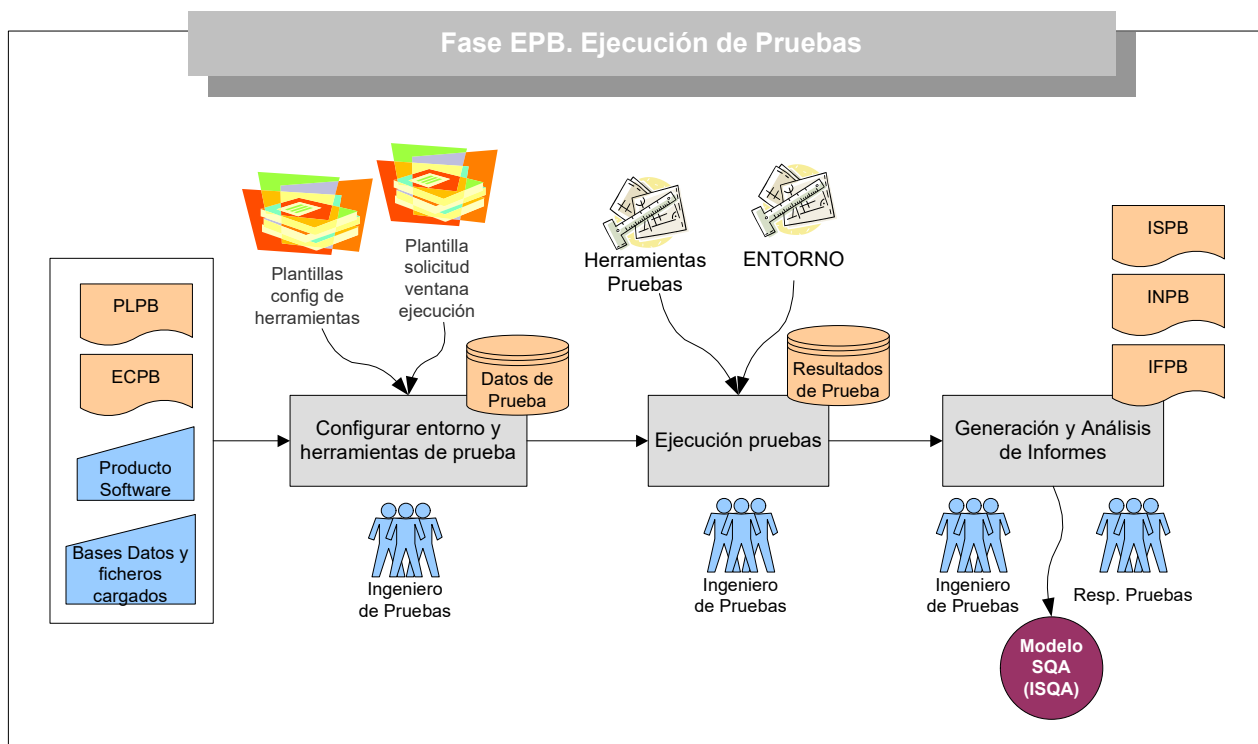 Fase EPB. Ejecución de Pruebas
PLPB
ECPB
Producto
Software
Bases Datos y
ficheros
cargados
Plantillas
config de
herramientas
Plantilla
solicitud
ventana
ejecución
Datos de
Prueba
Configurar entorno y
herramientas de prueba
Ingeniero
de Pruebas
Herramientas
Pruebas
ENTORNO
Resultados
de Prueba
Ejecución pruebas
Ingeniero
de Pruebas
ISPB
INPB
IFPB
Generación y Análisis
de Informes
Ingeniero
de Pruebas
Resp. Pruebas
Modelo
SQA
(ISQA)